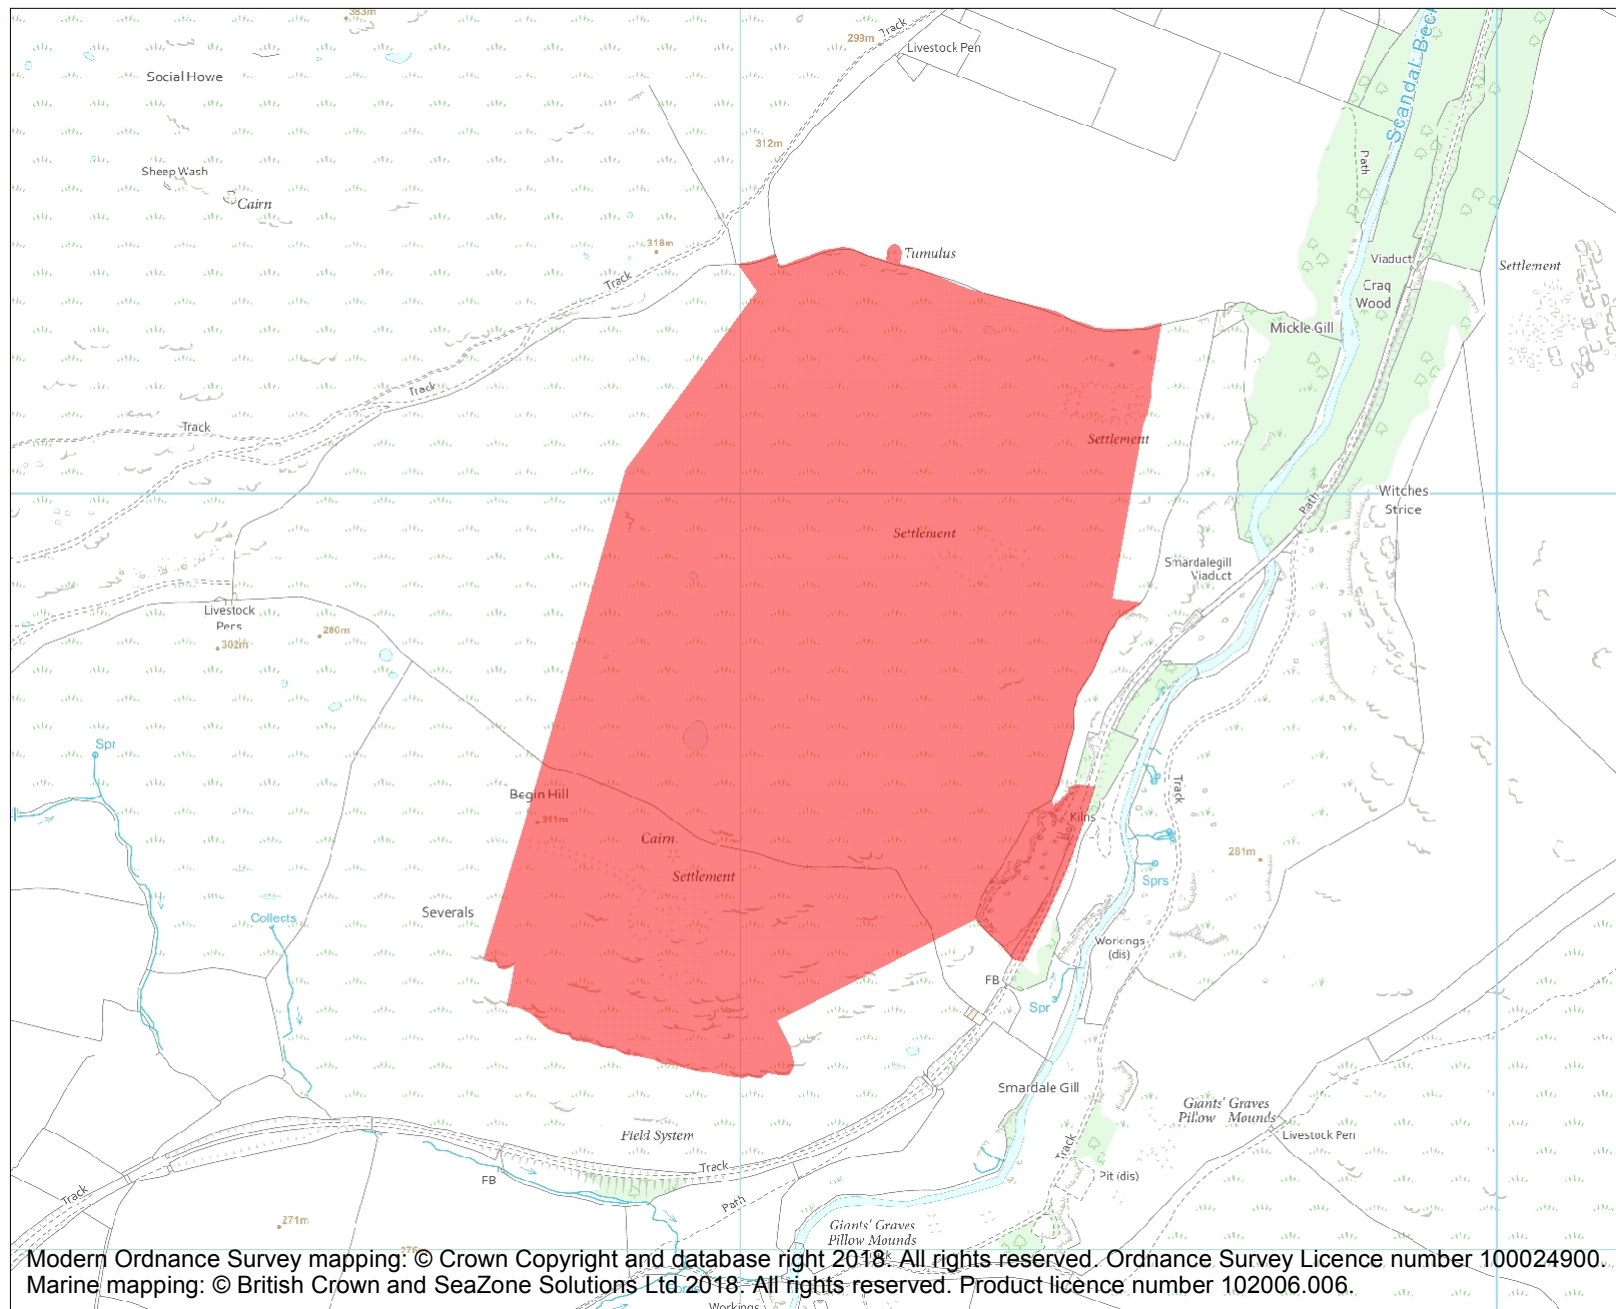 363m
Social Howe
Sheep Wash
Cairn
299m
Track
Livestock Pen
312m
Scandal Beck
Path
318m
Track
Tumulus
Viaduct
Settlement
Crag
Wood
Mickle Gill
Track
Track
Settlement
Path
Witches
Strice
Settlement
Smardalegill
Viaduct
Livestock
Pens
302m
286m
Spr
Begin Hill
311m
Track
Kilns
Cairn
281m
Settlement
Sprs
Severals
Collects
Workings
(dis)
FB
Spr
Smardale Gill
Giants' Graves
Pillow Mounds
Livestock Pen
Field System
Track
Track
Pit (dis)
FB
Track
Path
271m
Giants' Graves
Pillow Mounds
Track
Modern Ordnance Survey mapping: © Crown Copyright and database right 2018. All rights reserved. Ordnance Survey Licence number 100024900.
Marine mapping: © British Crown and SeaZone Solutions Ltd 2018. All rights reserved. Product licence number 102006.006.
Workings